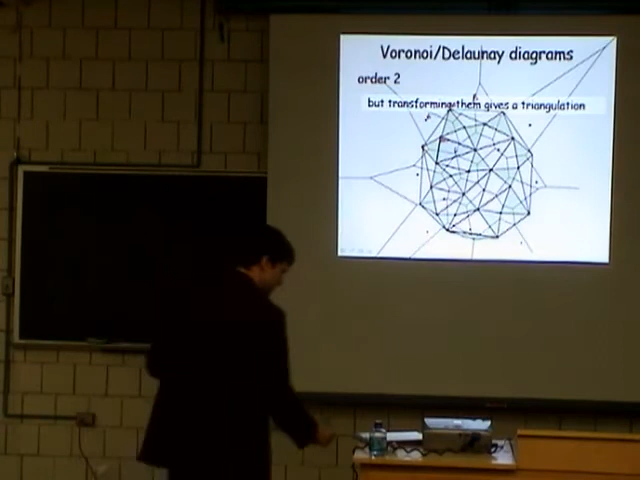 Voronoi/Delaunay diagrams
order 2
but transforming them gives a triangulation